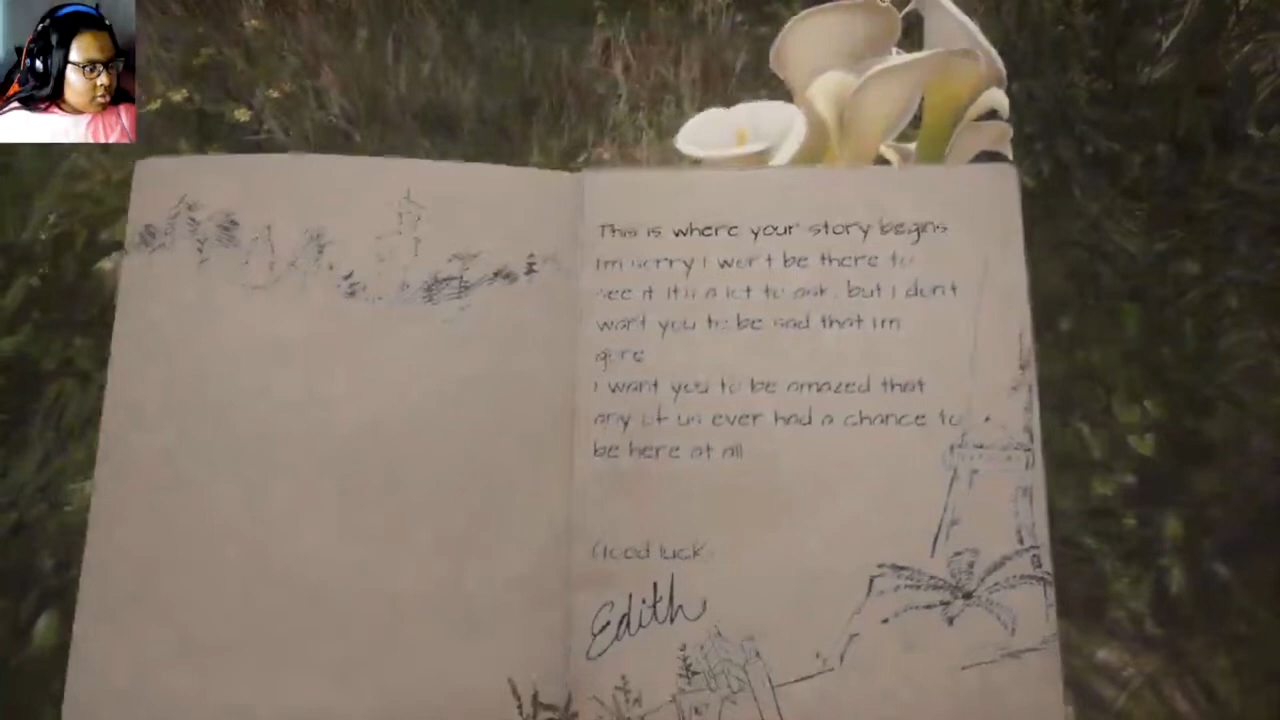 This is where your story begins
Im sorry I won't be there to
see it It's a lot to ask, but I don't
want you to be sad that Im
gone
I want you to be amazed that
any of us ever had a chance to
be here at all
Good luck
Edith